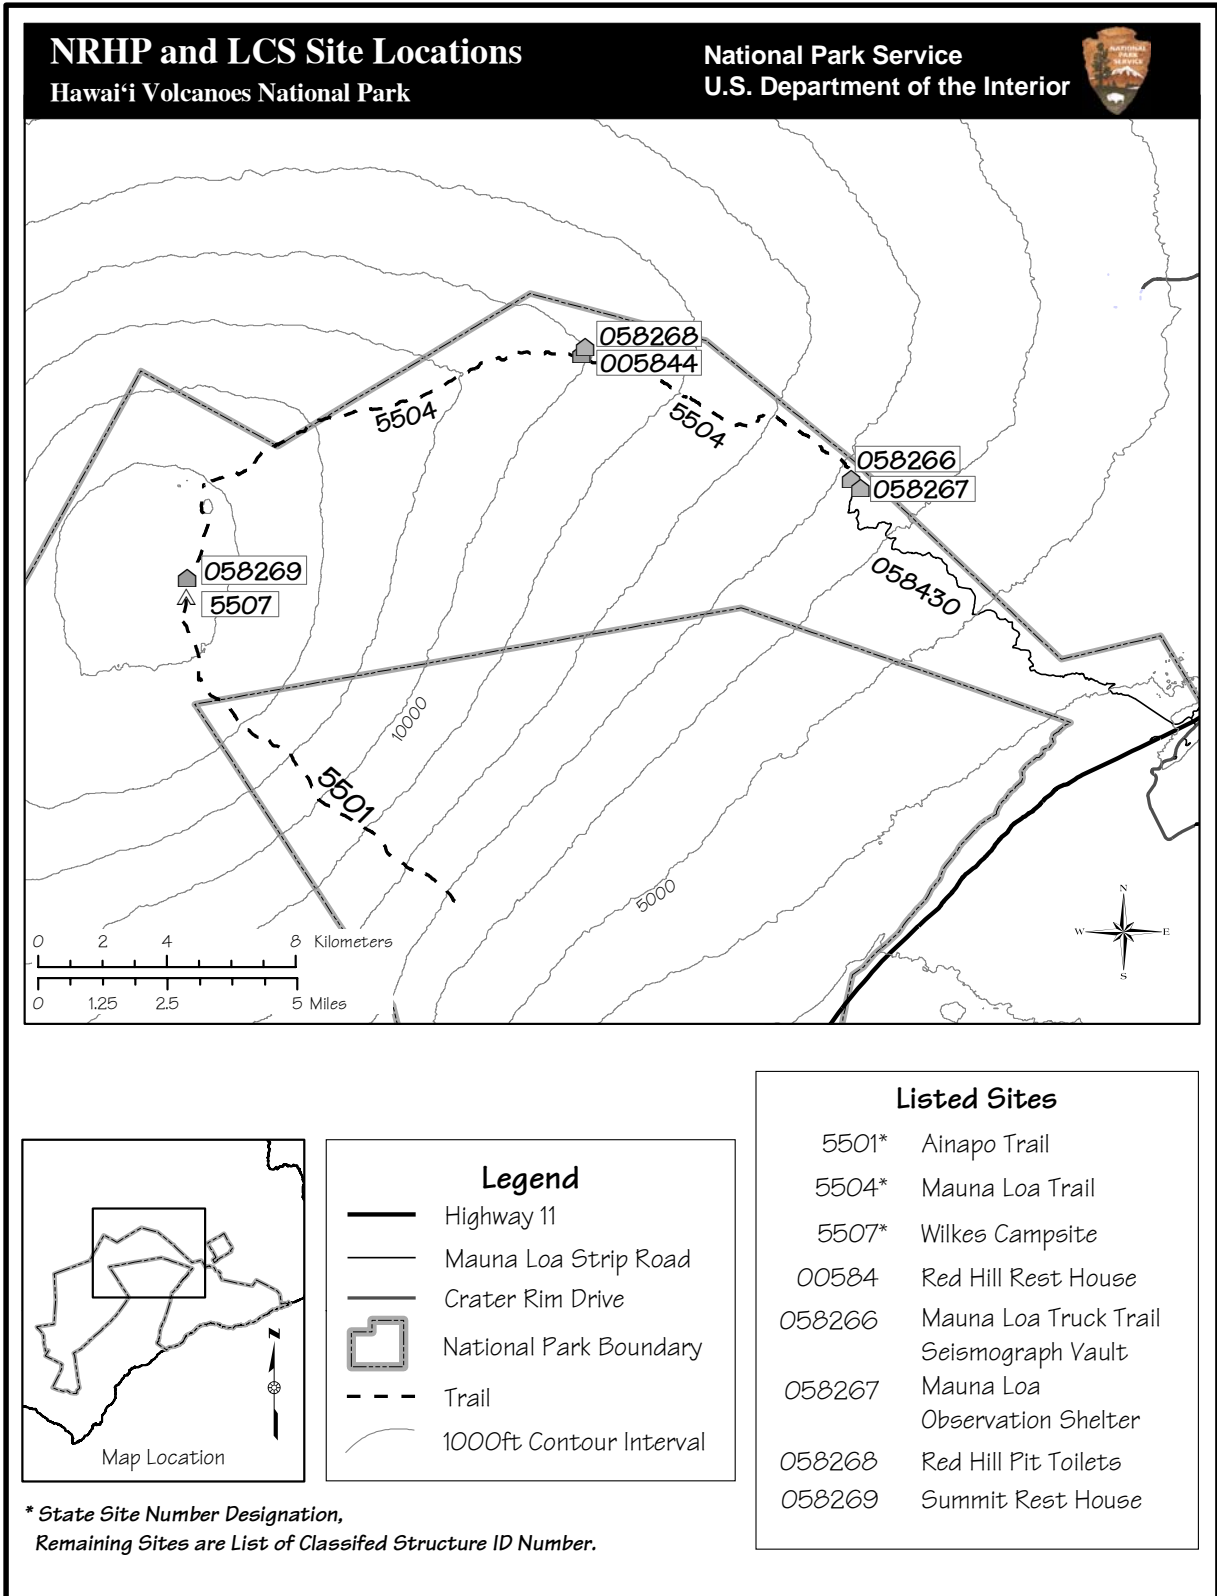 NRHP and LCS Site Locations
Hawai‘i Volcanoes National Park
National Park Service
U.S. Department of the Interior
NATIONAL
PARK
SERVICE
058268
005844
5504
5504
058266
058267
058269
5507
058430
10000
5501
5000
N
W E
S
0 2 4 8 Kilometers
0 1.25 2.5 5 Miles
Listed Sites
5501* Ainapo Trail
5504* Mauna Loa Trail
5507* Wilkes Campsite
00584 Red Hill Rest House
058266 Mauna Loa Truck Trail
Seismograph Vault
058267 Mauna Loa
Observation Shelter
058268 Red Hill Pit Toilets
058269 Summit Rest House
Legend
Highway 11
Mauna Loa Strip Road
Crater Rim Drive
National Park Boundary
Trail
1000ft Contour Interval
N
Map Location
* State Site Number Designation,
Remaining Sites are List of Classifed Structure ID Number.